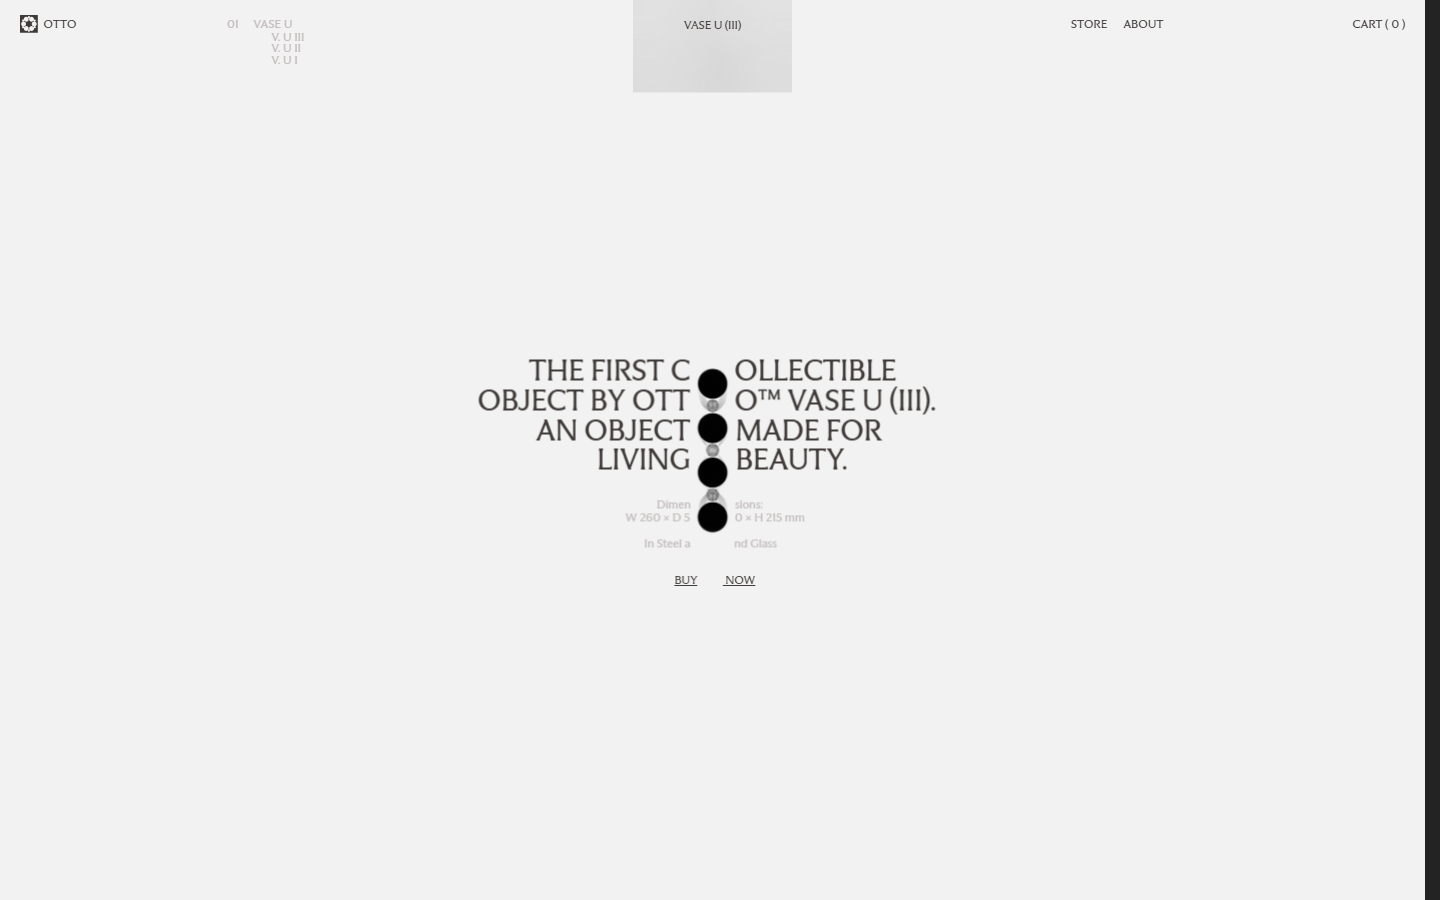 OTTO
01 VASE U
V. U III
V. U II
V. U I
VASE U (III)
STORE ABOUT
CART ( 0 )
THE FIRST C OLLECTIBLE
OBJECT BY OTT O™ VASE U (III).
AN OBJECT MADE FOR
LIVING BEAUTY.
Dimen sions:
W 260 × D 5 0 × H 215 mm
In Steel a nd Glass
BUY NOW